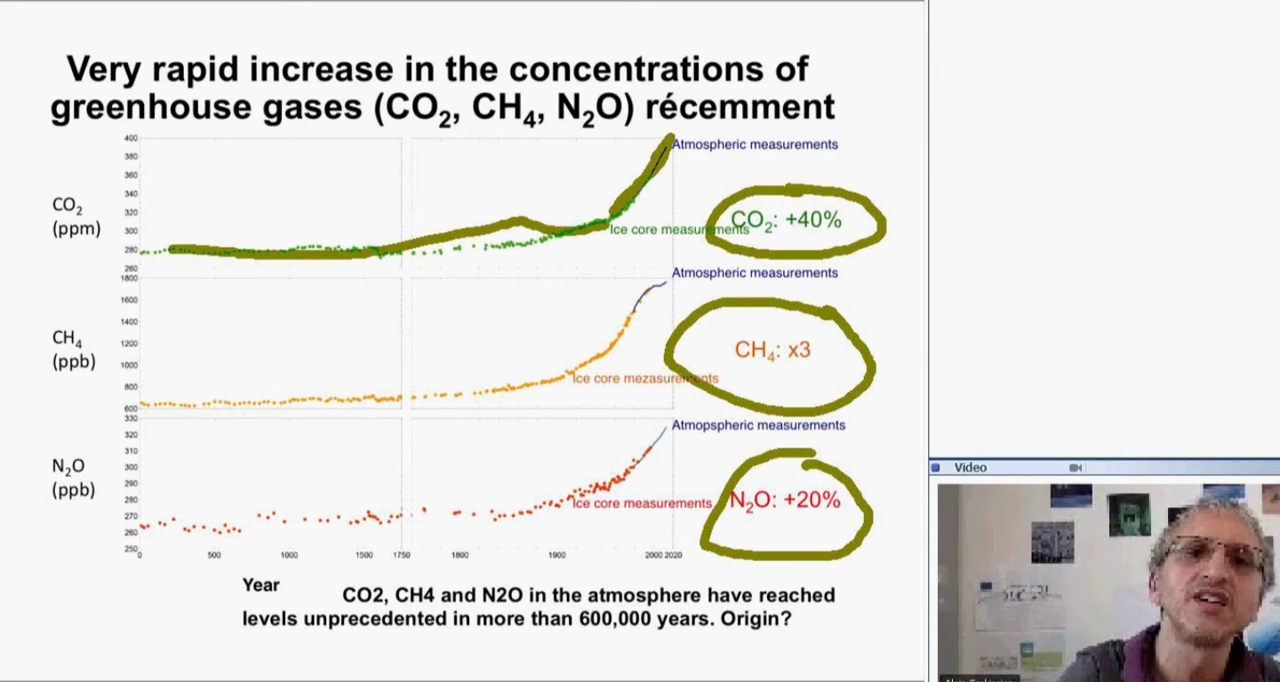 Very rapid increase in the concentrations of
greenhouse gases (CO₂, CH₄, N₂O) récemment
CO₂
(ppm)
400
380
360
340
320
300
280
260
Atmospheric measurements
Ice core measurements
CO₂: +40%
CH₄
(ppb)
1800
1600
1400
1200
1000
800
600
Atmospheric measurements
Ice core mezasurements
CH₄: x3
N₂O
(ppb)
330
320
310
300
290
280
270
260
250
Atmopspheric measurements
Ice core measurements
N₂O: +20%
0 500 1000 1500 1750 1800 1900 2000 2020
Year
CO2, CH4 and N2O in the atmosphere have reached
levels unprecedented in more than 600,000 years. Origin?
Video